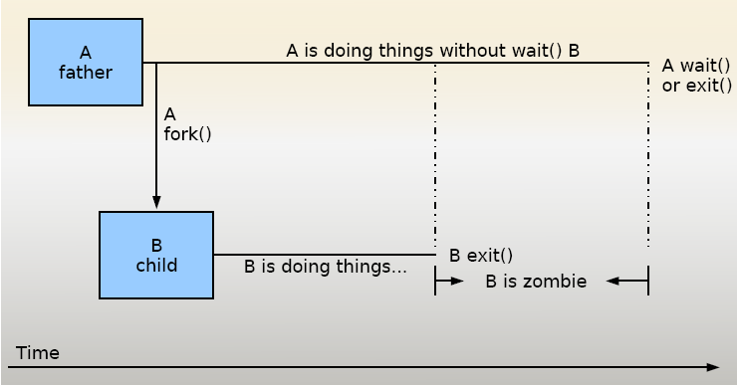 A
father
A is doing things without wait() B
A wait()
or exit()
A
fork()
B
child
B is doing things...
B exit()
B is zombie
Time